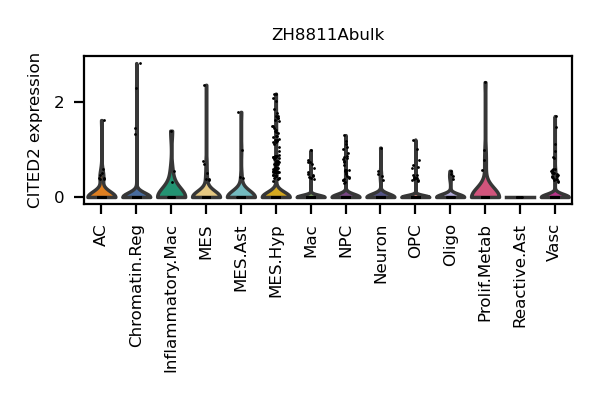 ZH8811Abulk
CITED2 expression
2
0
AC
Chromatin.Reg
Inflammatory.Mac
MES
MES.Ast
MES.Hyp
Mac
NPC
Neuron
OPC
Oligo
Prolif.Metab
Reactive.Ast
Vasc